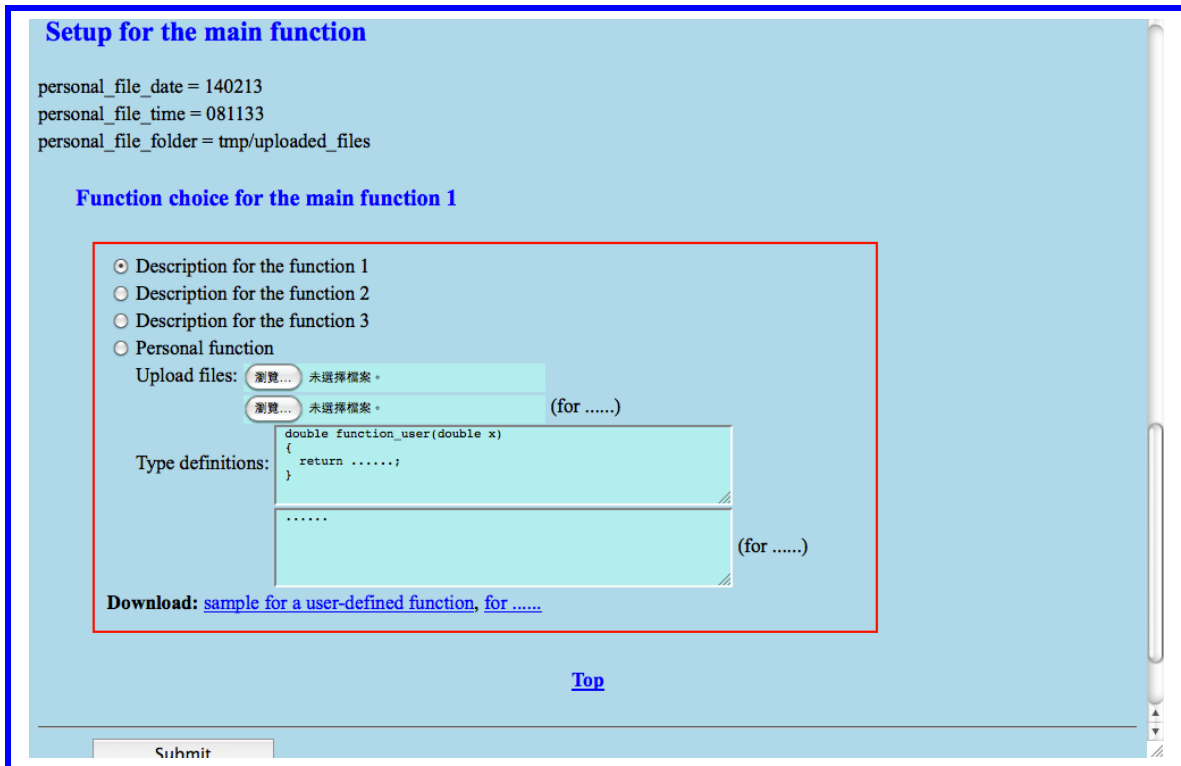 Setup for the main function
personal_file_date = 140213
personal_file_time = 081133
personal_file_folder = tmp/uploaded_files
Function choice for the main function 1
Description for the function 1
Description for the function 2
Description for the function 3
Personal function
Upload files: 瀏覽... 未選擇檔案。
瀏覽... 未選擇檔案。 (for ......)
Type definitions:
double function_user(double x)
{
return ......;
}
......
(for ......)
Download: sample for a user-defined function, for ......
Top
Submit